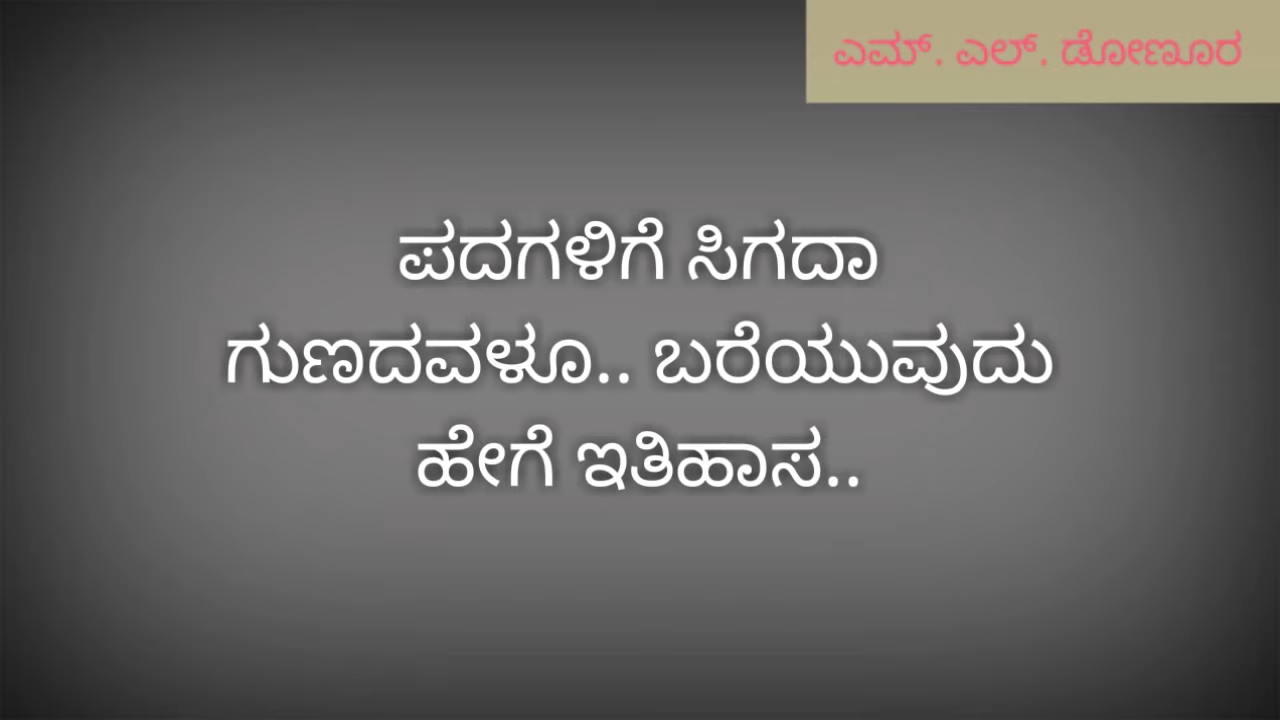 ಎಮ್. ಎಲ್. ಡೋಣೂರ
ಪದಗಳಿಗೆ ಸಿಗದಾ
ಗುಣದವಳೂ.. ಬರೆಯುವುದು
ಹೇಗೆ ಇತಿಹಾಸ..